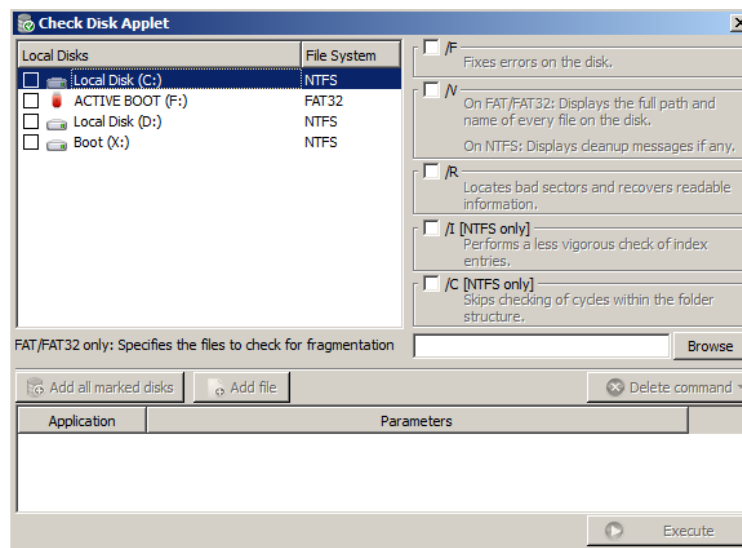 Check Disk Applet
Local Disks File System
Local Disk (C:) NTFS
ACTIVE BOOT (F:) FAT32
Local Disk (D:) NTFS
Boot (X:) NTFS
/F
Fixes errors on the disk.
/V
On FAT/FAT32: Displays the full path and
name of every file on the disk.
On NTFS: Displays cleanup messages if any.
/R
Locates bad sectors and recovers readable
information.
/I [NTFS only]
Performs a less vigorous check of index
entries.
/C [NTFS only]
Skips checking of cycles within the folder
structure.
FAT/FAT32 only: Specifies the files to check for fragmentation Browse
Add all marked disks Add file Delete command
Application Parameters
Execute